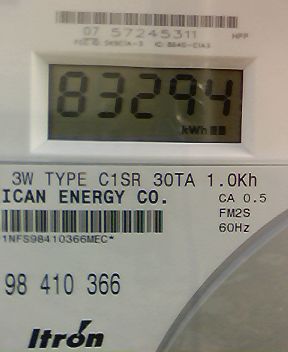 07 57245311 HPP
83294
kWh
3W TYPE C1SR 30TA 1.0Kh
ICAN ENERGY CO. CA 0.5
FM2S
60Hz
1NFS98410366MEC*
98 410 366
Itron